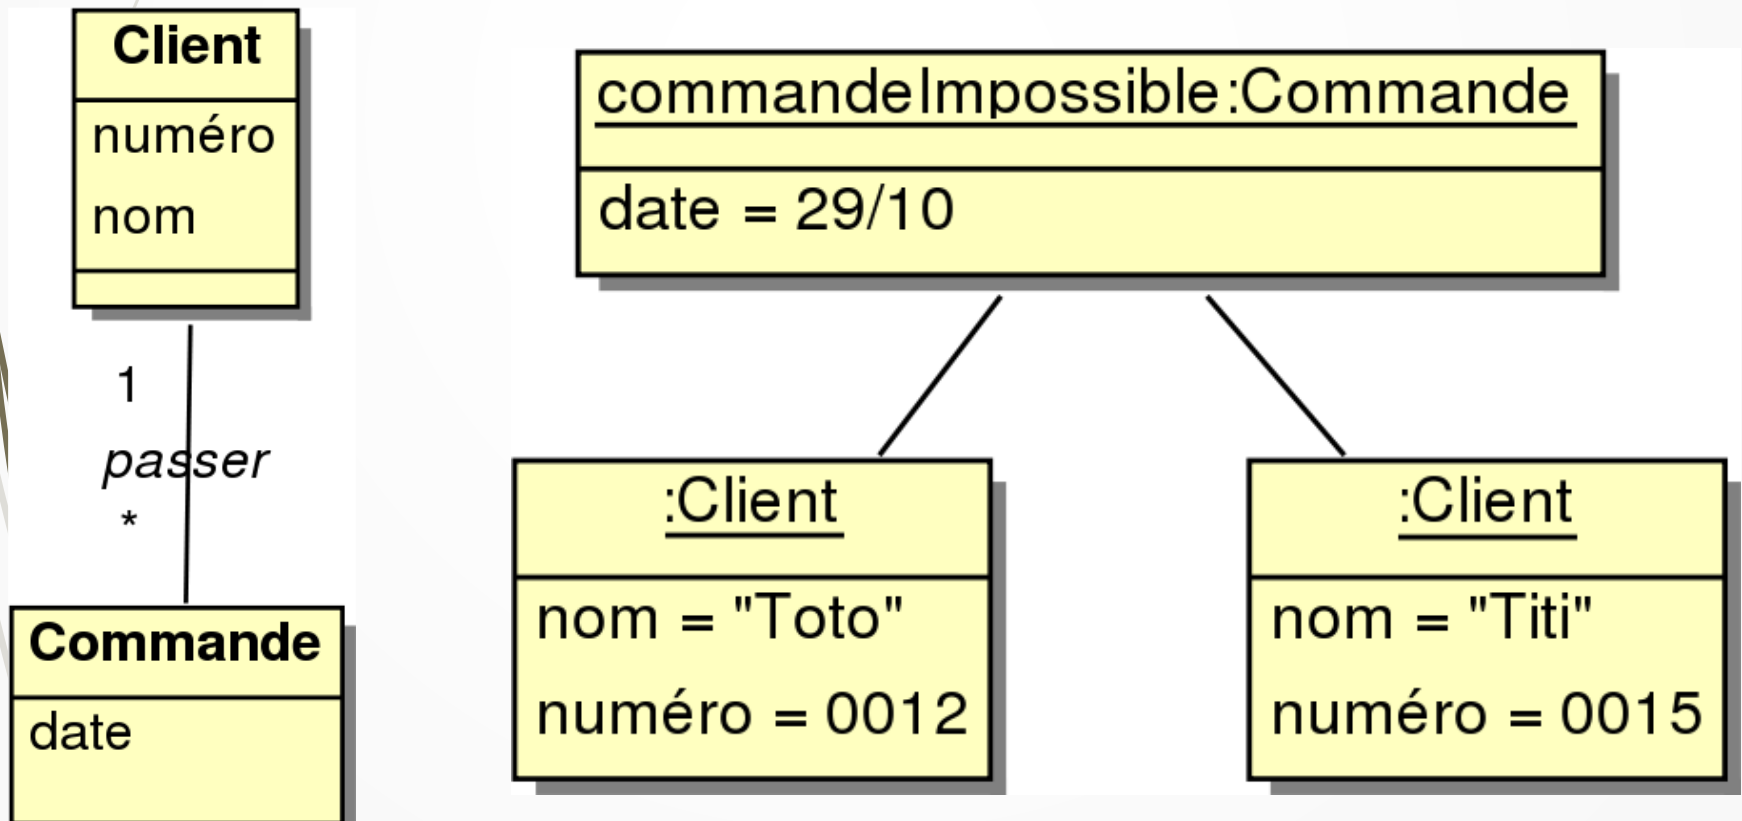 Client
numéro
nom
1
passer
*
Commande
date
commandeImpossible:Commande
date = 29/10
:Client
nom = "Toto"
numéro = 0012
:Client
nom = "Titi"
numéro = 0015